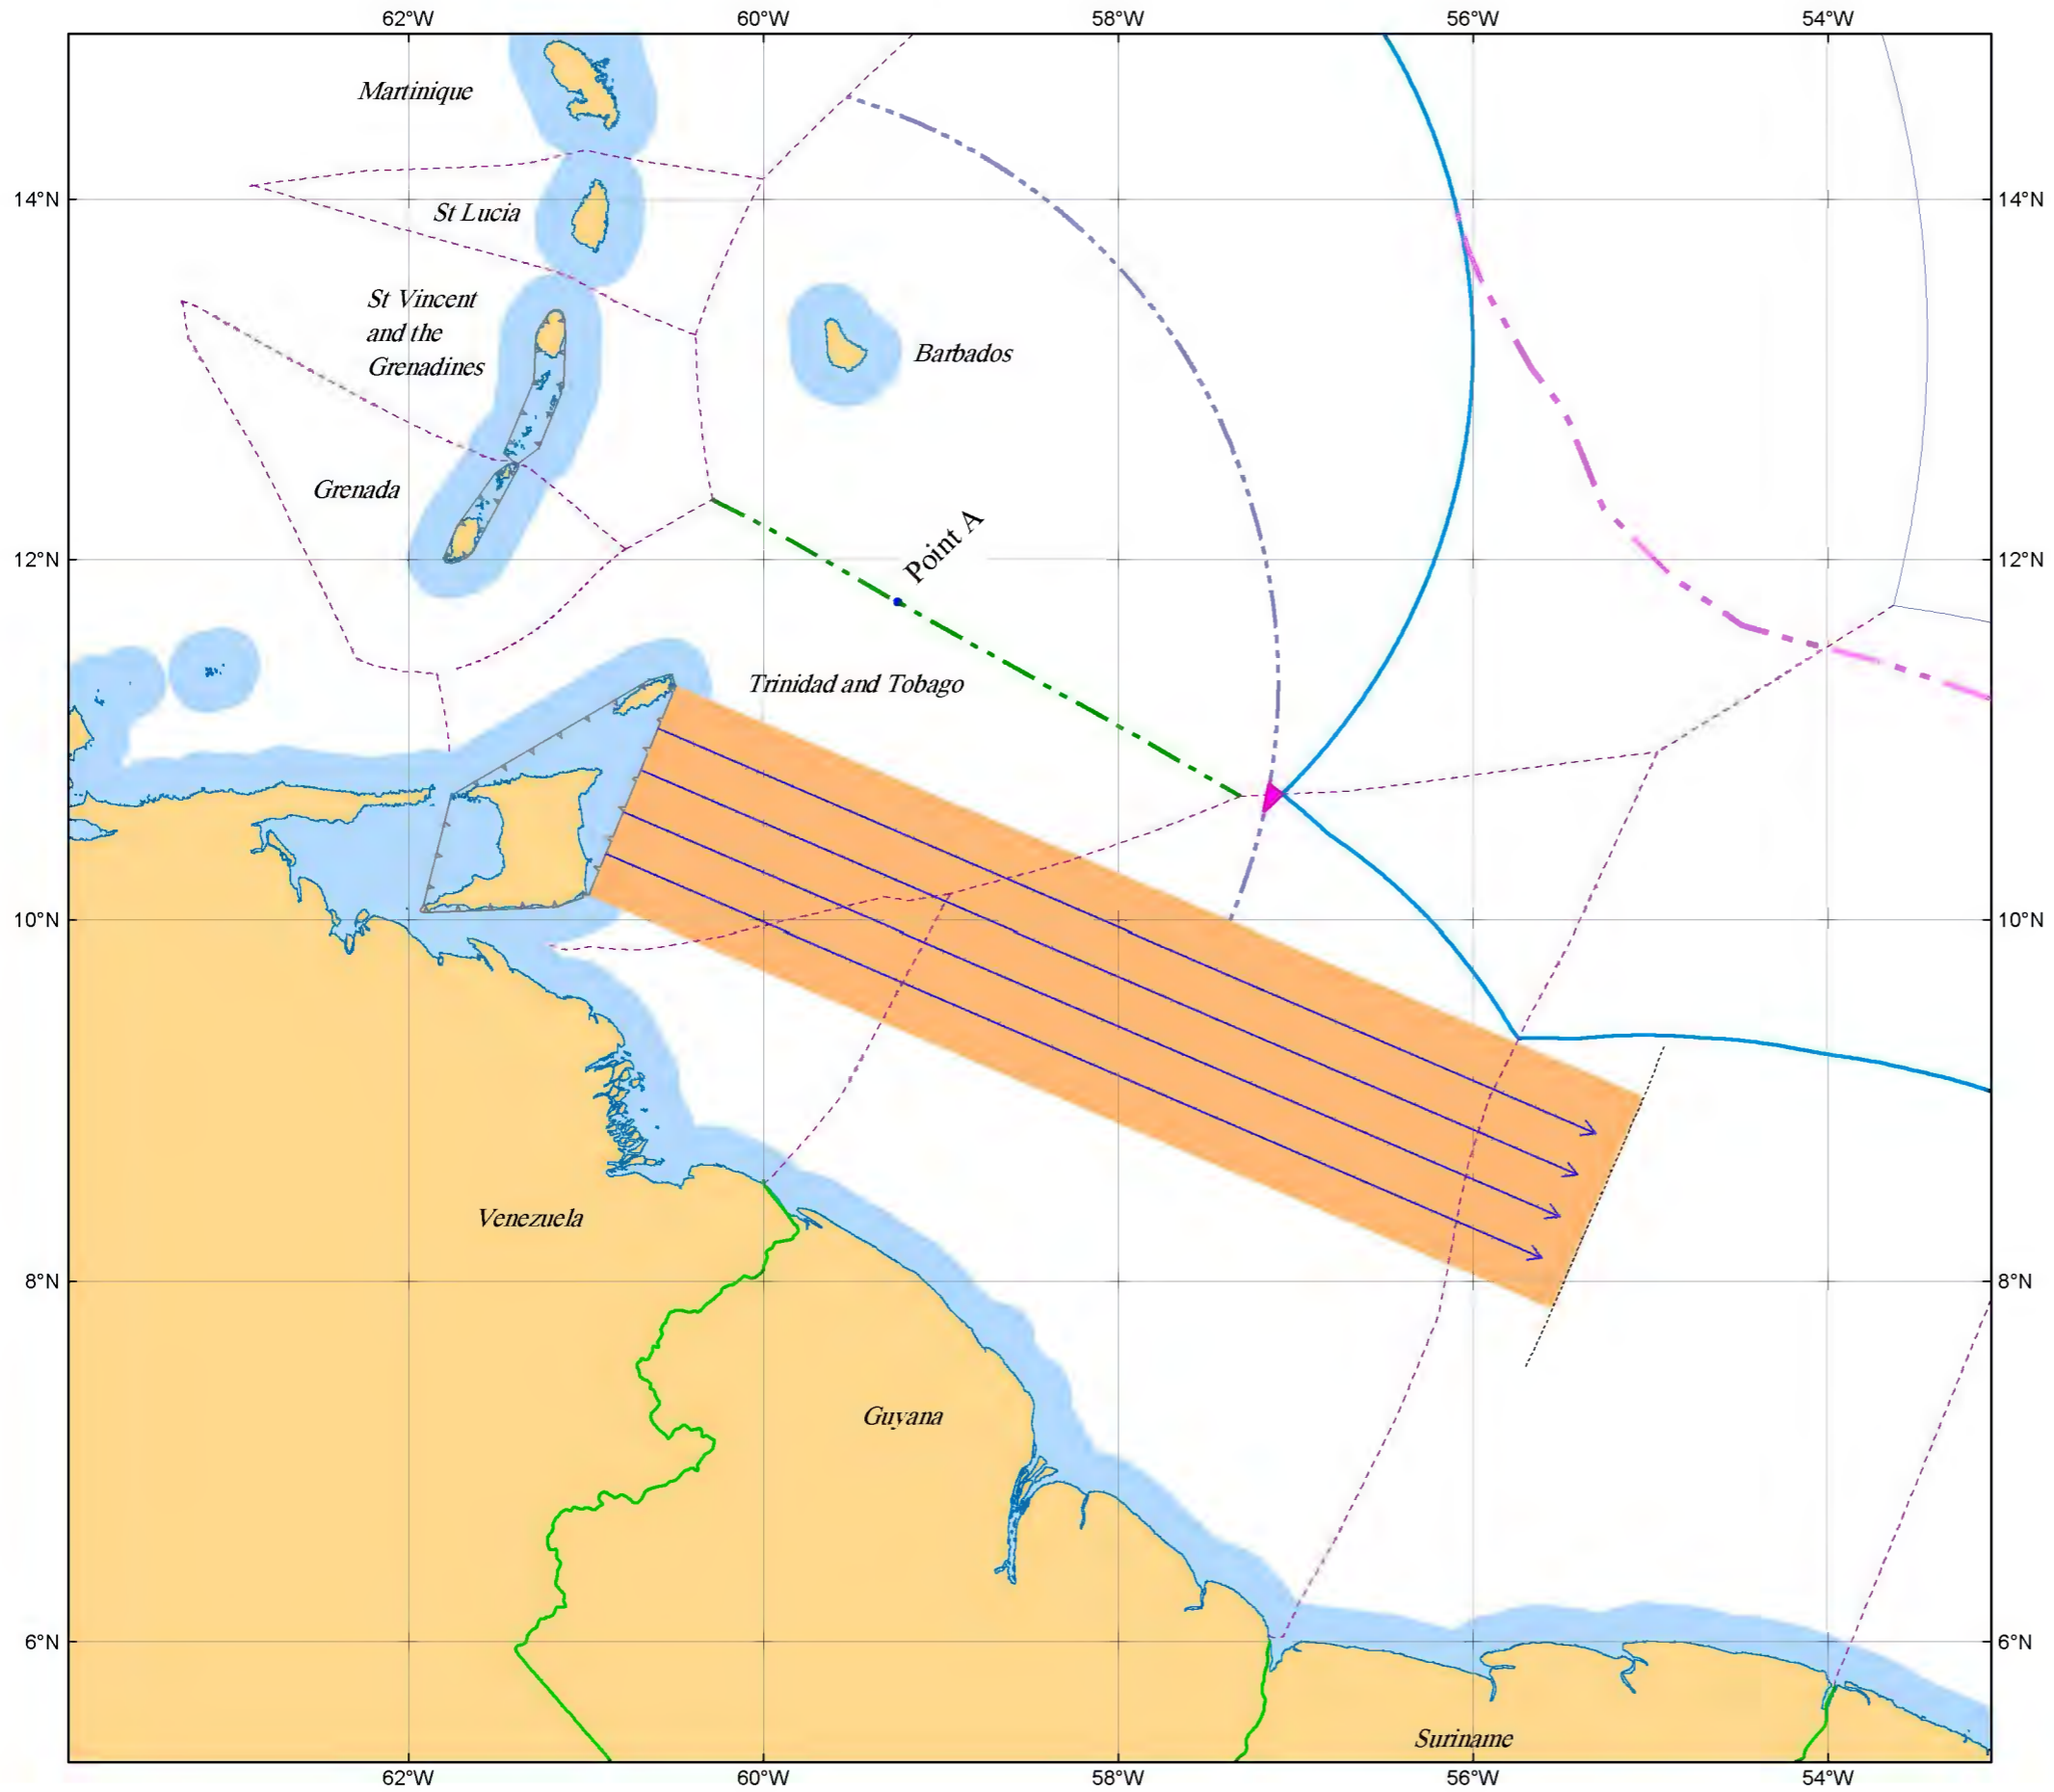 62°W 60°W 58°W 56°W 54°W
Martinique
14°N 14°N
St Lucia
St Vincent
and the
Grenadines
Barbados
Grenada
Point A
12°N 12°N
Trinidad and Tobago
10°N 10°N
Venezuela
8°N 8°N
Guyana
6°N 6°N
Suriname
62°W 60°W 58°W 56°W 54°W